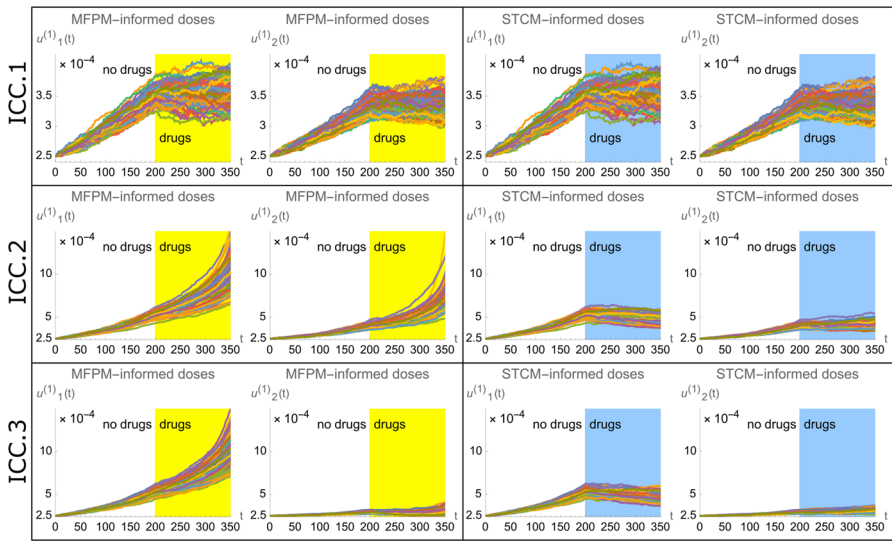 MFPM–informed doses MFPM–informed doses STCM–informed doses STCM–informed doses
u⁽¹⁾₁(t) u⁽¹⁾₂(t) u⁽¹⁾₁(t) u⁽¹⁾₂(t)
× 10⁻⁴ no drugs × 10⁻⁴ no drugs × 10⁻⁴ no drugs × 10⁻⁴ no drugs
ICC.1
3.5 3.5 3.5 3.5
3 drugs 3 drugs 3 drugs 3 drugs
2.5 t 2.5 t 2.5 t 2.5 t
0 50 100 150 200 250 300 350 0 50 100 150 200 250 300 350 0 50 100 150 200 250 300 350 0 50 100 150 200 250 300 350
MFPM–informed doses MFPM–informed doses STCM–informed doses STCM–informed doses
u⁽¹⁾₁(t) u⁽¹⁾₂(t) u⁽¹⁾₁(t) u⁽¹⁾₂(t)
× 10⁻⁴ no drugs drugs × 10⁻⁴ no drugs drugs × 10⁻⁴ no drugs drugs × 10⁻⁴ no drugs drugs
ICC.2
10 10 10 10
5 5 5 5
2.5 t 2.5 t 2.5 t 2.5 t
0 50 100 150 200 250 300 350 0 50 100 150 200 250 300 350 0 50 100 150 200 250 300 350 0 50 100 150 200 250 300 350
MFPM–informed doses MFPM–informed doses STCM–informed doses STCM–informed doses
u⁽¹⁾₁(t) u⁽¹⁾₂(t) u⁽¹⁾₁(t) u⁽¹⁾₂(t)
× 10⁻⁴ no drugs drugs × 10⁻⁴ no drugs drugs × 10⁻⁴ no drugs drugs × 10⁻⁴ no drugs drugs
ICC.3
10 10 10 10
5 5 5 5
2.5 t 2.5 t 2.5 t 2.5 t
0 50 100 150 200 250 300 350 0 50 100 150 200 250 300 350 0 50 100 150 200 250 300 350 0 50 100 150 200 250 300 350